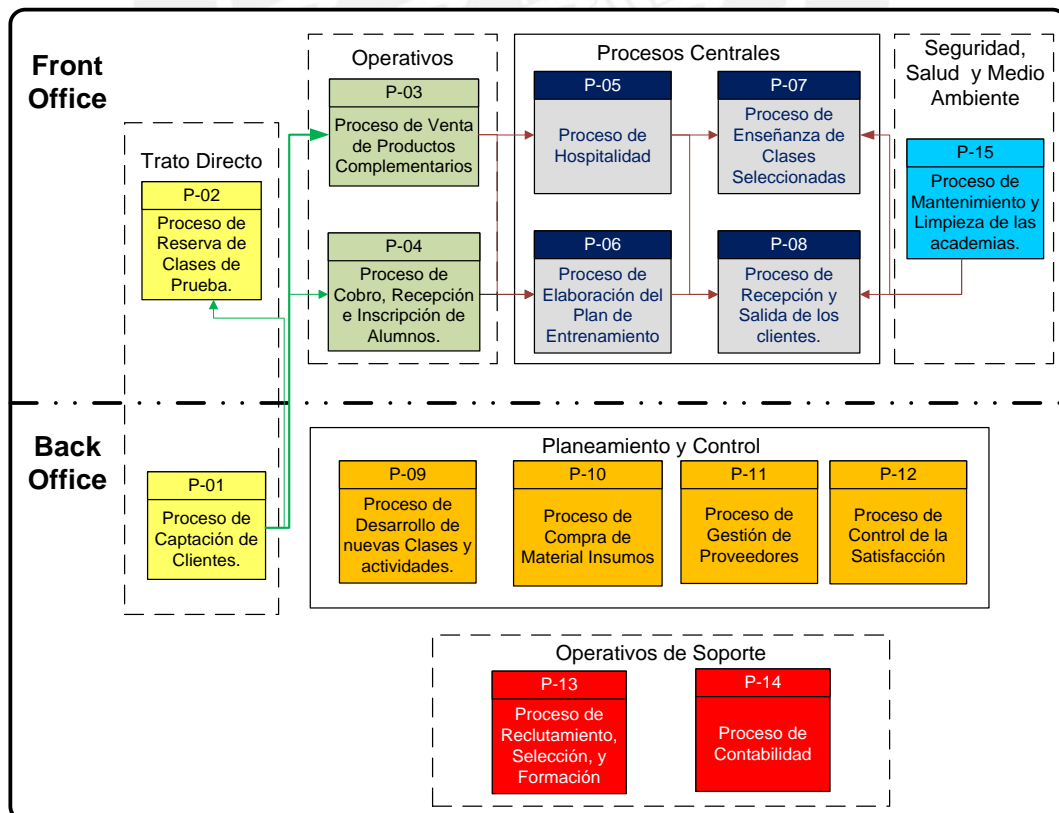 Front
Office
Trato Directo
P-02
Proceso de
Reserva de
Clases de
Prueba.
Operativos
P-03
Proceso de Venta
de Productos
Complementarios
P-04
Proceso de
Cobro, Recepción
e Inscripción de
Alumnos.
Procesos Centrales
P-05
Proceso de
Hospitalidad
P-07
Proceso de
Enseñanza de
Clases
Seleccionadas
P-06
Proceso de
Elaboración del
Plan de
Entrenamiento
P-08
Proceso de
Recepción y
Salida de los
clientes.
Seguridad,
Salud y Medio
Ambiente
P-15
Proceso de
Mantenimiento y
Limpieza de las
academias.
Back
Office
P-01
Proceso de
Captación de
Clientes.
Planeamiento y Control
P-09
Proceso de
Desarrollo de
nuevas Clases y
actividades.
P-10
Proceso de
Compra de
Material Insumos
P-11
Proceso de
Gestión de
Proveedores
P-12
Proceso de
Control de la
Satisfacción
Operativos de Soporte
P-13
Proceso de
Reclutamiento,
Selección, y
Formación
P-14
Proceso de
Contabilidad